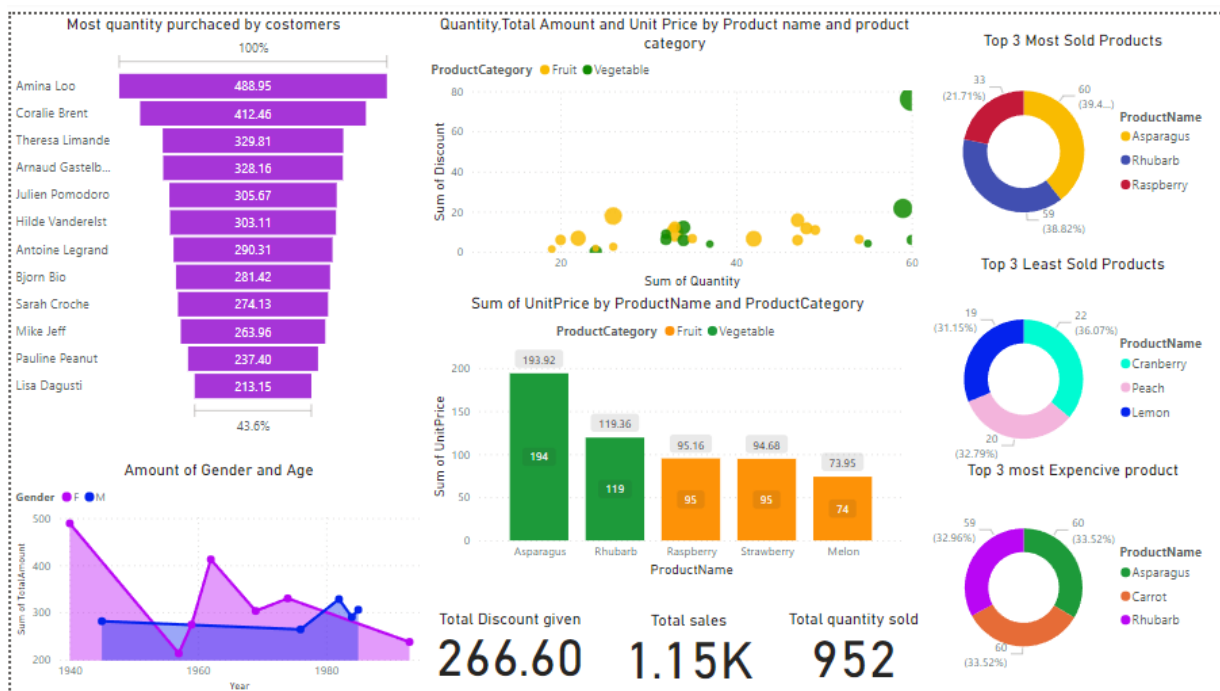 Most quantity purchaced by costomers
100%
Amina Loo 488.95
Coralie Brent 412.46
Theresa Limande 329.81
Arnaud Gastelb... 328.16
Julien Pomodoro 305.67
Hilde Vanderelst 303.11
Antoine Legrand 290.31
Bjorn Bio 281.42
Sarah Croche 274.13
Mike Jeff 263.96
Pauline Peanut 237.40
Lisa Dagusti 213.15
43.6%
Amount of Gender and Age
Gender F M
Sum of TotalAmount
500
400
300
200
1940 1960 1980
Year
Quantity,Total Amount and Unit Price by Product name and product
category
ProductCategory Fruit Vegetable
Sum of Discount
80
60
40
20
0
20 40 60
Sum of Quantity
Sum of UnitPrice by ProductName and ProductCategory
ProductCategory Fruit Vegetable
Sum of UnitPrice
200
150
100
50
0
193.92 119.36 95.16 94.68 73.95
194 119 95 95 74
Asparagus Rhubarb Raspberry Strawberry Melon
ProductName
Total Discount given
266.60
Total sales
1.15K
Total quantity sold
952
Top 3 Most Sold Products
33
(21.71%)
60
(39.4...)
59
(38.82%)
ProductName
Asparagus
Rhubarb
Raspberry
Top 3 Least Sold Products
19
(31.15%)
22
(36.07%)
20
(32.79%)
ProductName
Cranberry
Peach
Lemon
Top 3 most Expencive product
59
(32.96%)
60
(33.52%)
60
(33.52%)
ProductName
Asparagus
Carrot
Rhubarb